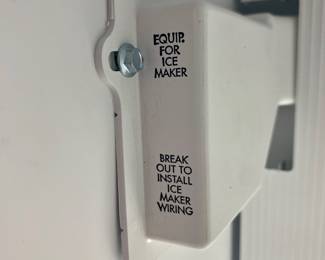 EQUIP.
FOR
ICE
MAKER
BREAK
OUT TO
INSTALL
ICE
MAKER
WIRING